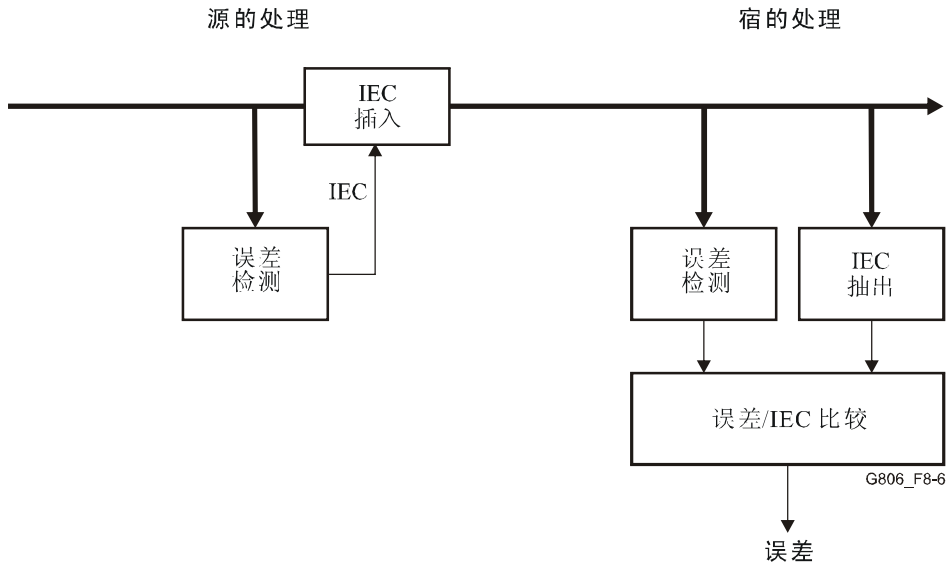 源的处理
宿的处理
IEC
插入
IEC
误差
检测
误差
检测
IEC
抽出
误差/IEC 比较
G806_F8-6
误差